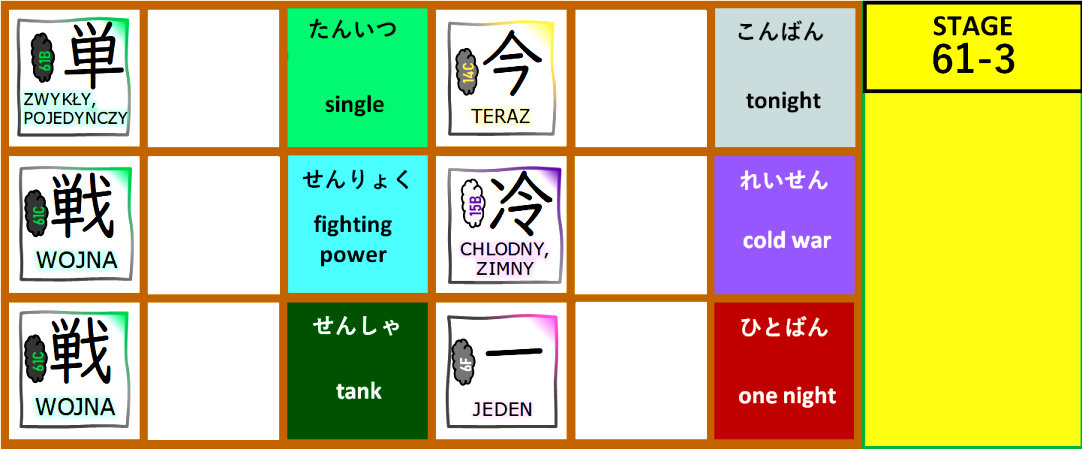 61B
単
ZWYKŁY,
POJEDYŃCZY
たんいつ
single
14C
今
TERAZ
こんばん
tonight
STAGE
61-3
61C
戦
WOJNA
せんりょく
fighting
power
15B
冷
CHLODNY,
ZIMNY
れいせん
cold war
61C
戦
WOJNA
せんしゃ
tank
6F
一
JEDEN
ひとばん
one night